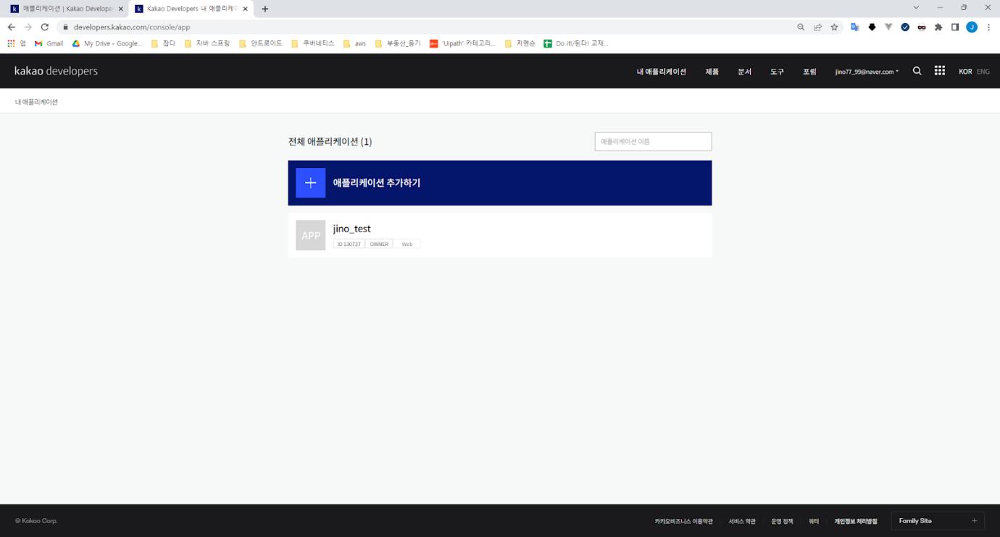 애플리케이션 | Kakao Developer
Kakao Developers 내 애플리케이
developers.kakao.com/console/app
앱 Gmail My Drive - Google... 잡다 자바 스프링 안드로이드 쿠버네티스 aws 부동산_등기 'Uipath' 카테고리... 지멘슨 Do it!/된다! 교재...
kakao developers 내 애플리케이션 제품 문서 도구 포럼 jino77_99@naver.com KOR ENG
내 애플리케이션
전체 애플리케이션 (1) 애플리케이션 이름
애플리케이션 추가하기
APP jino_test
ID 130737 OWNER Web
© Kakao Corp. 카카오비즈니스 이용약관 서비스 약관 운영 정책 쿼터 개인정보 처리방침 Family Site